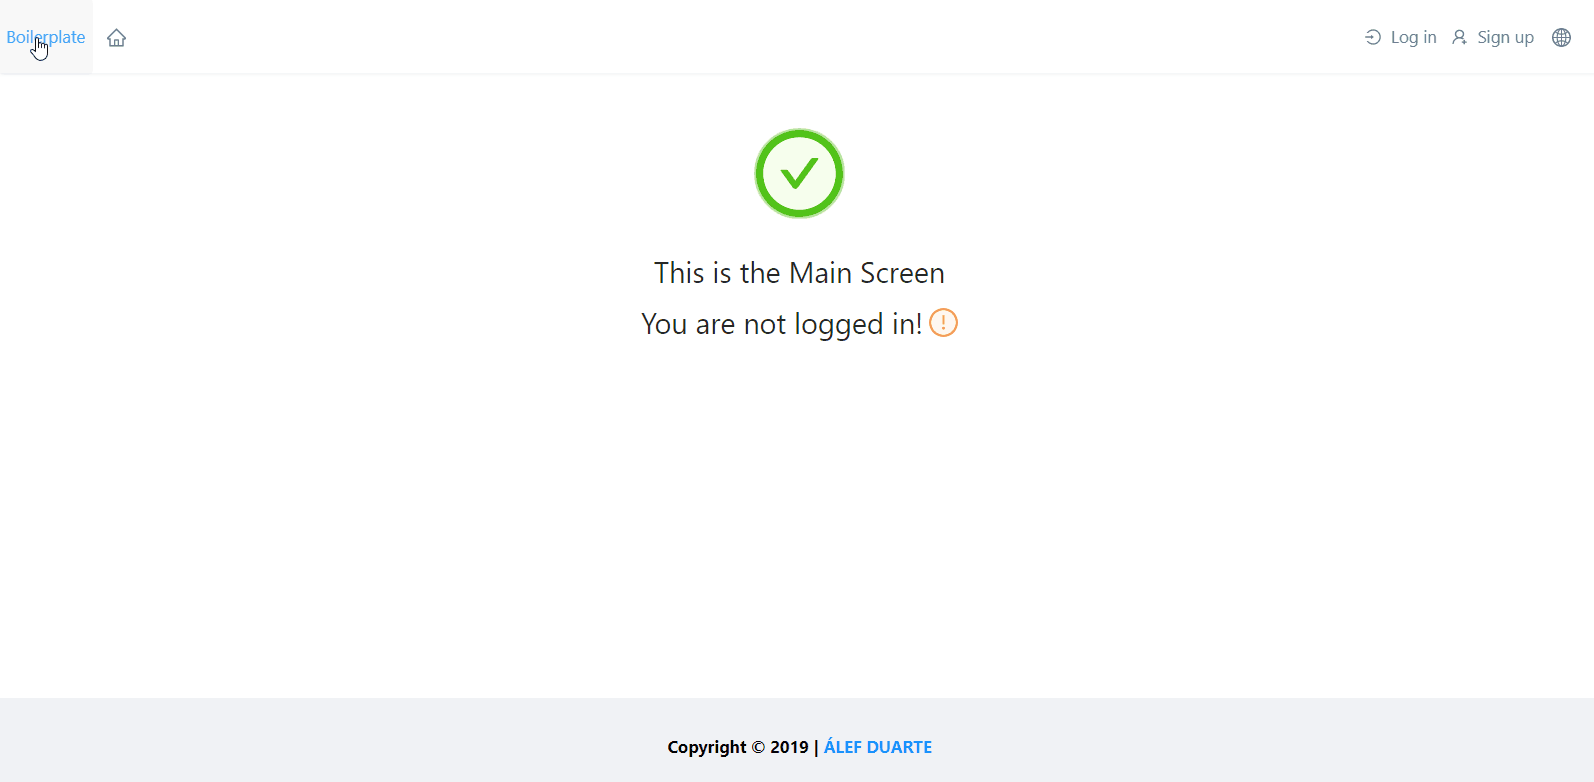 Boilerplate Log in Sign up
This is the Main Screen
You are not logged in!
Copyright © 2019 | ÁLEF DUARTE